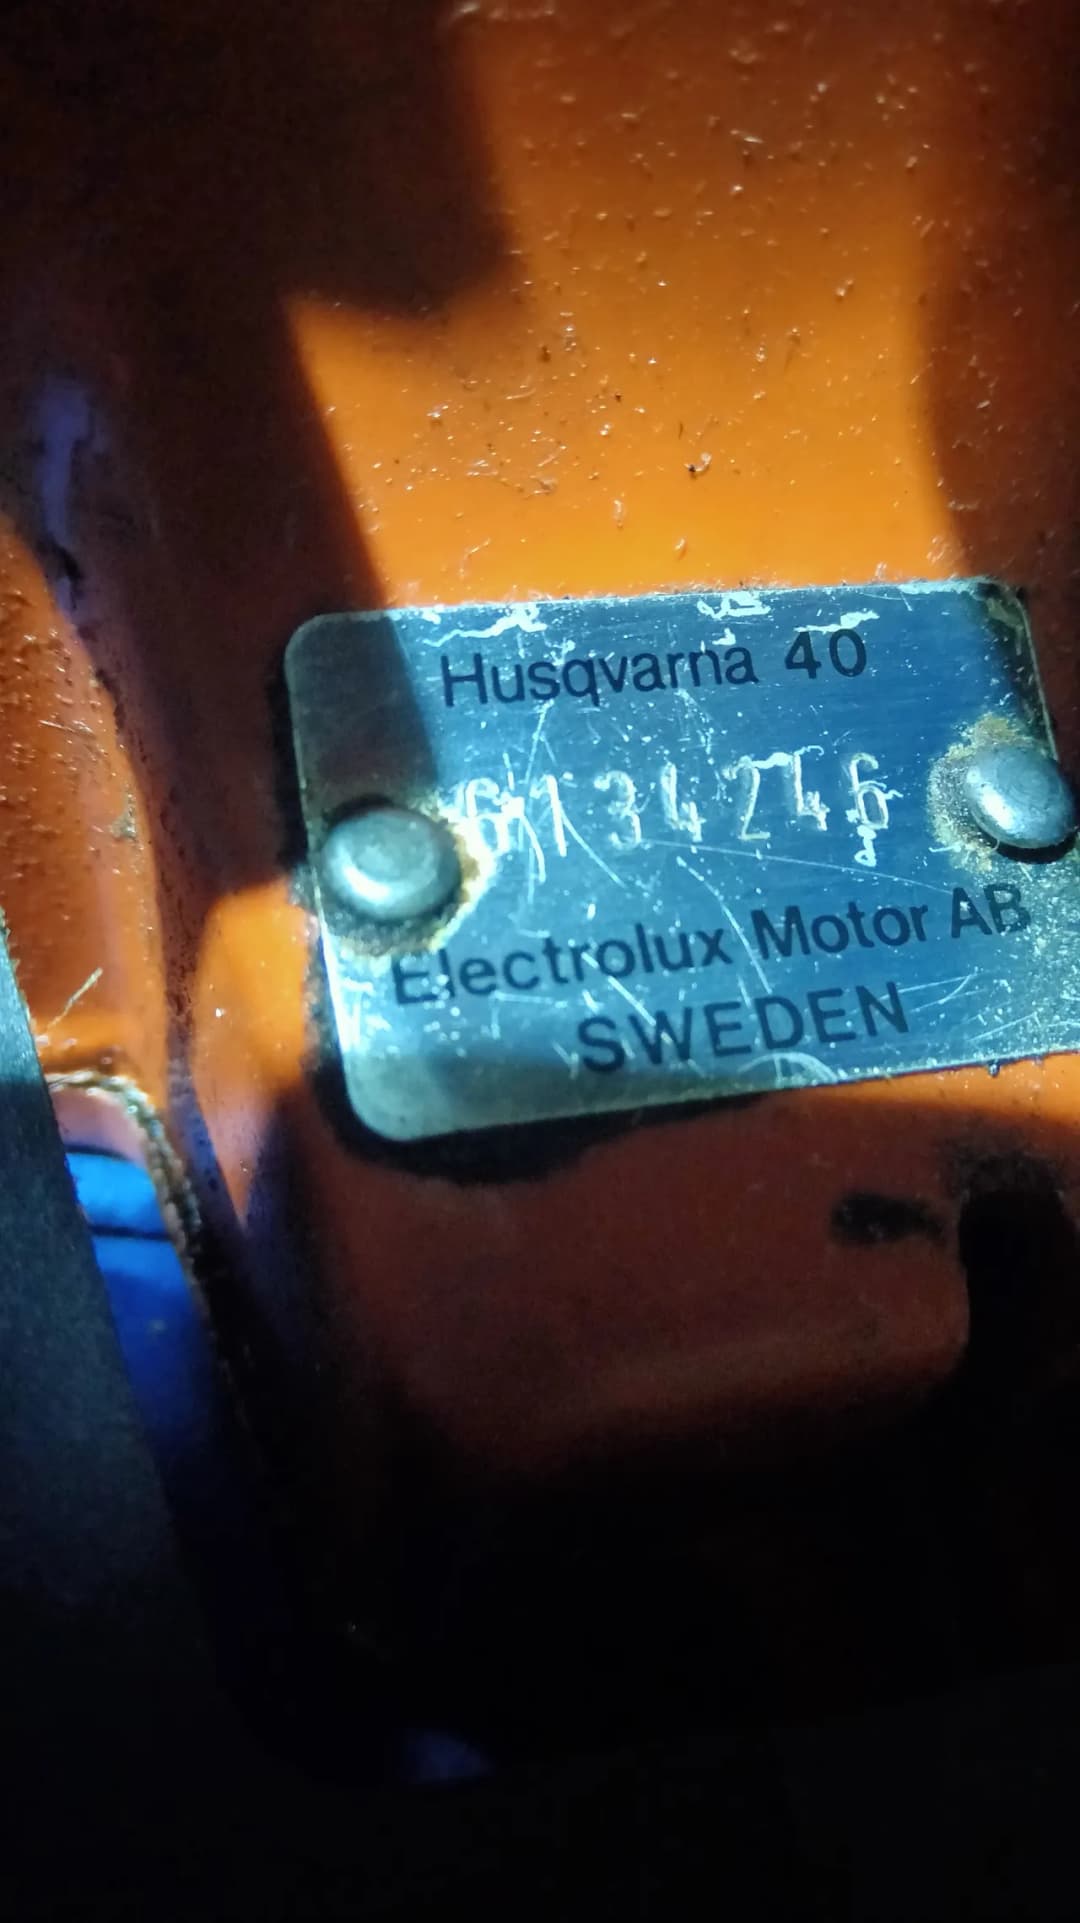 Husqvarna 40
6134246
Electrolux Motor AB
SWEDEN